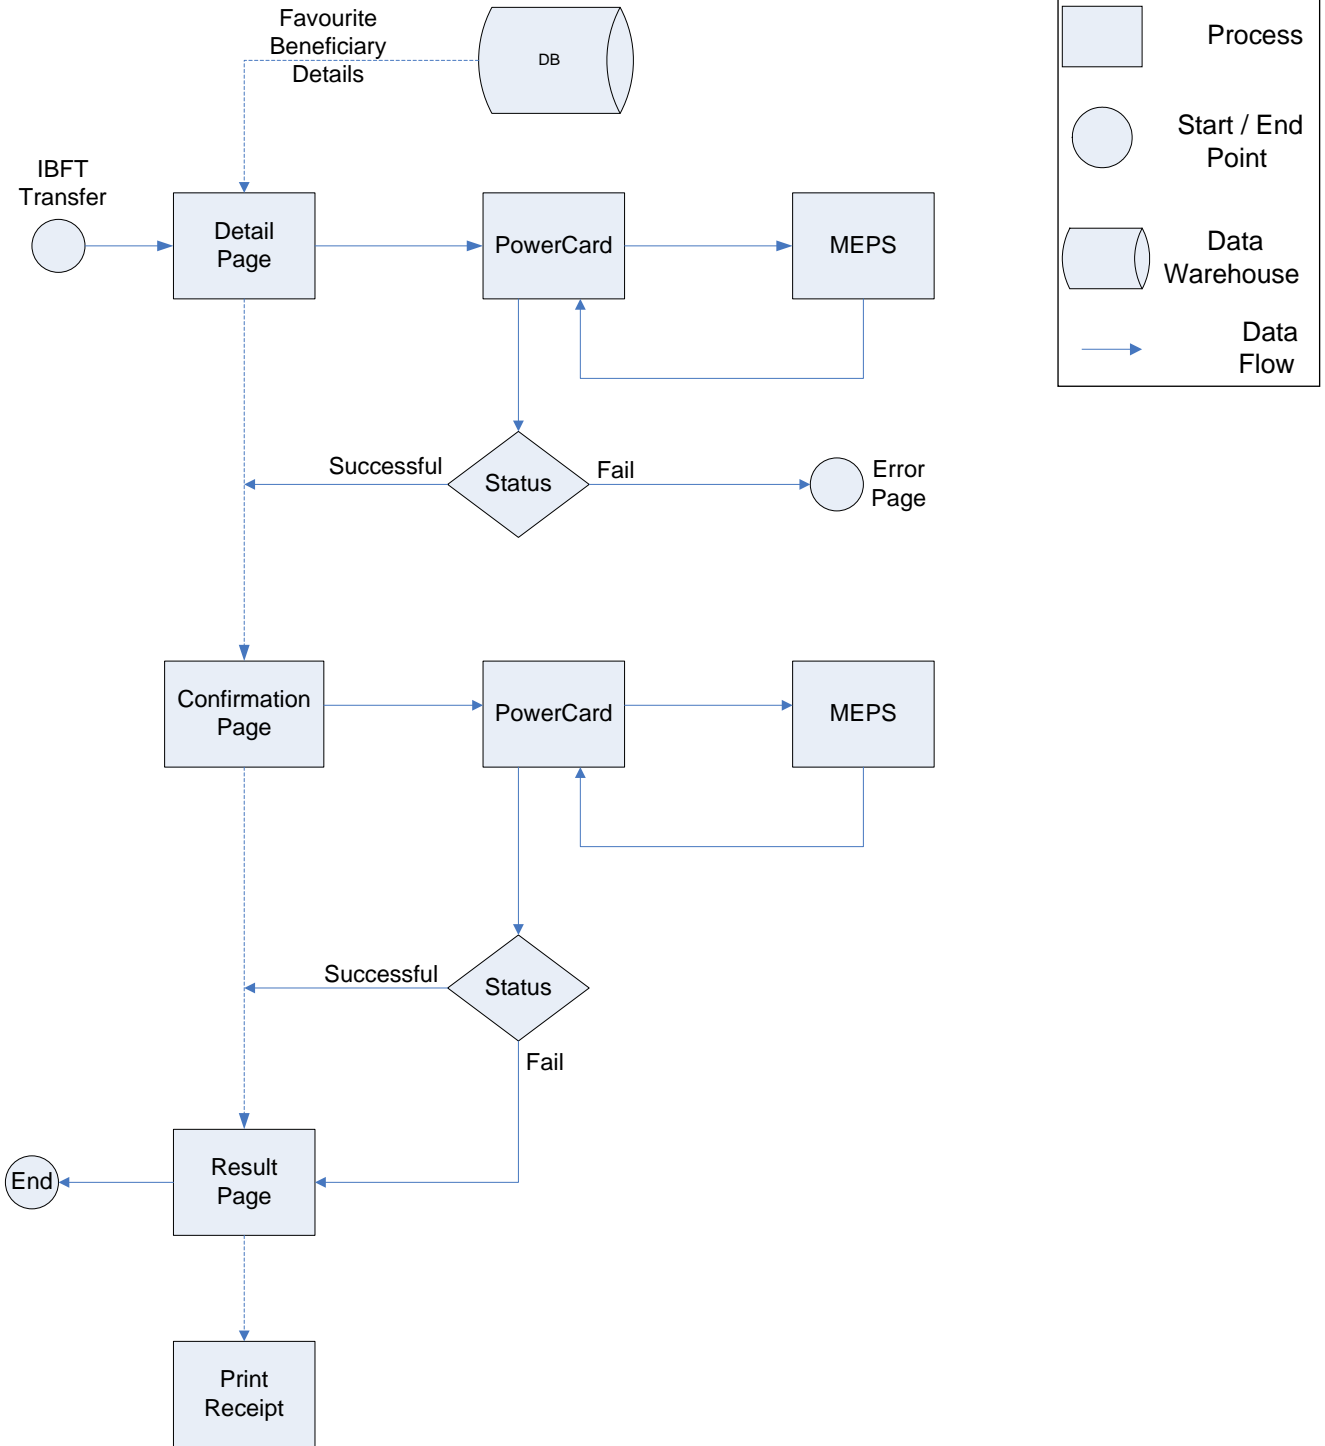 Favourite
Beneficiary
Details
DB
Process
Start / End
Point
Data
Warehouse
Data
Flow
IBFT
Transfer
Detail
Page
PowerCard
MEPS
Successful
Status
Fail
Error
Page
Confirmation
Page
PowerCard
MEPS
Successful
Status
Fail
End
Result
Page
Print
Receipt